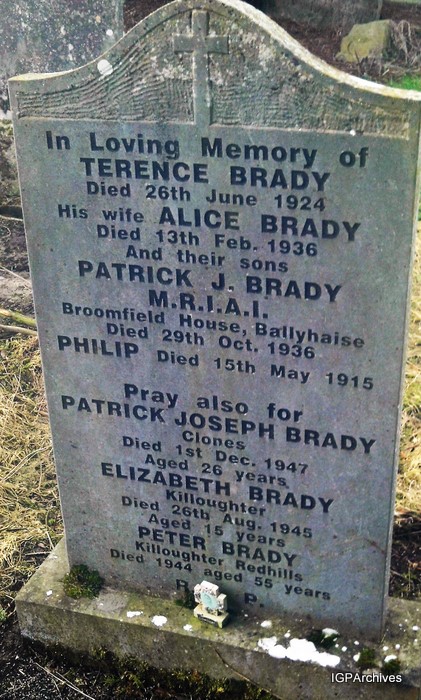 In Loving Memory of
TERENCE BRADY
Died 26th June 1924
His wife ALICE BRADY
Died 13th Feb. 1936
And their sons
PATRICK J. BRADY
M.R.I.A.I.
Broomfield House, Ballyhaise
Died 29th Oct. 1936
PHILIP Died 15th May 1915
Pray also for
PATRICK JOSEPH BRADY
Clones
Died 1st Dec. 1947
Aged 26 years
ELIZABETH BRADY
Killoughter
Died 26th Aug. 1945
Aged 15 years
PETER BRADY
Killoughter Redhills
Died 1944 aged 55 years
R. P.
IGPArchives